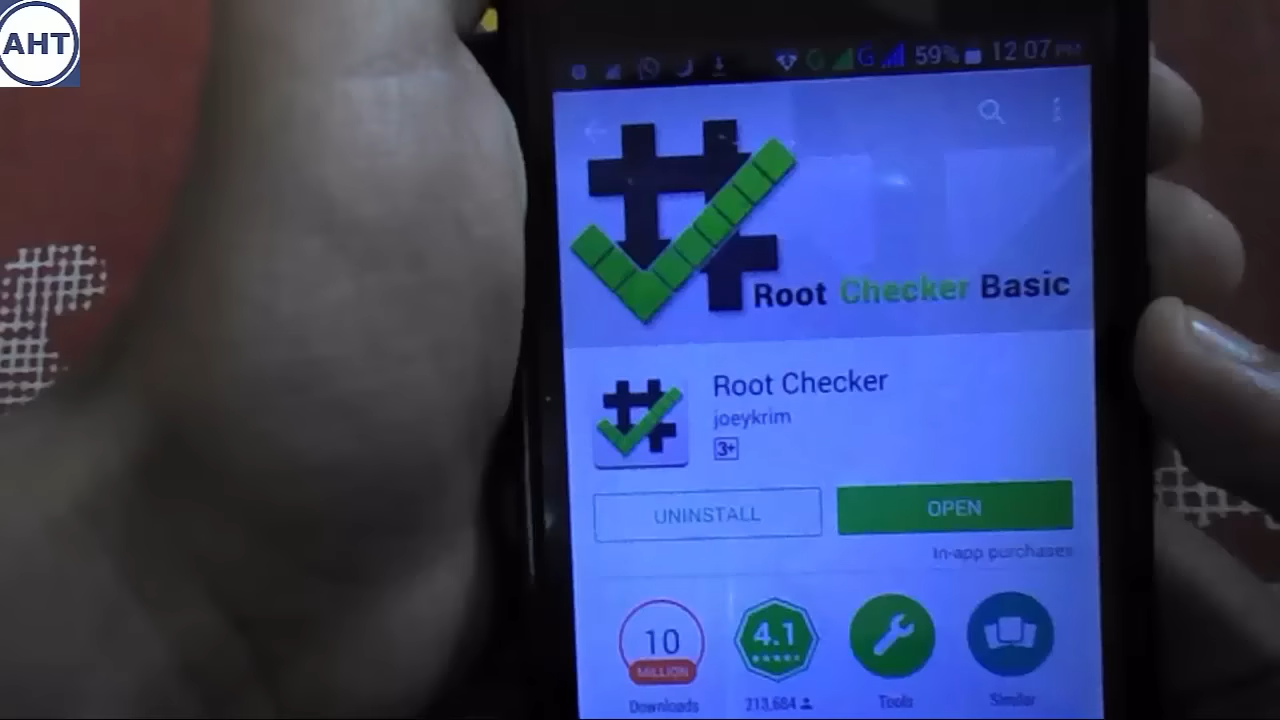 AHT
G G 59% 12:07 PM
Root Checker Basic
Root Checker
joeykrim
3+
UNINSTALL
OPEN
In-app purchases
10
MILLION
Downloads
4.1
213,684
Tools
Similar